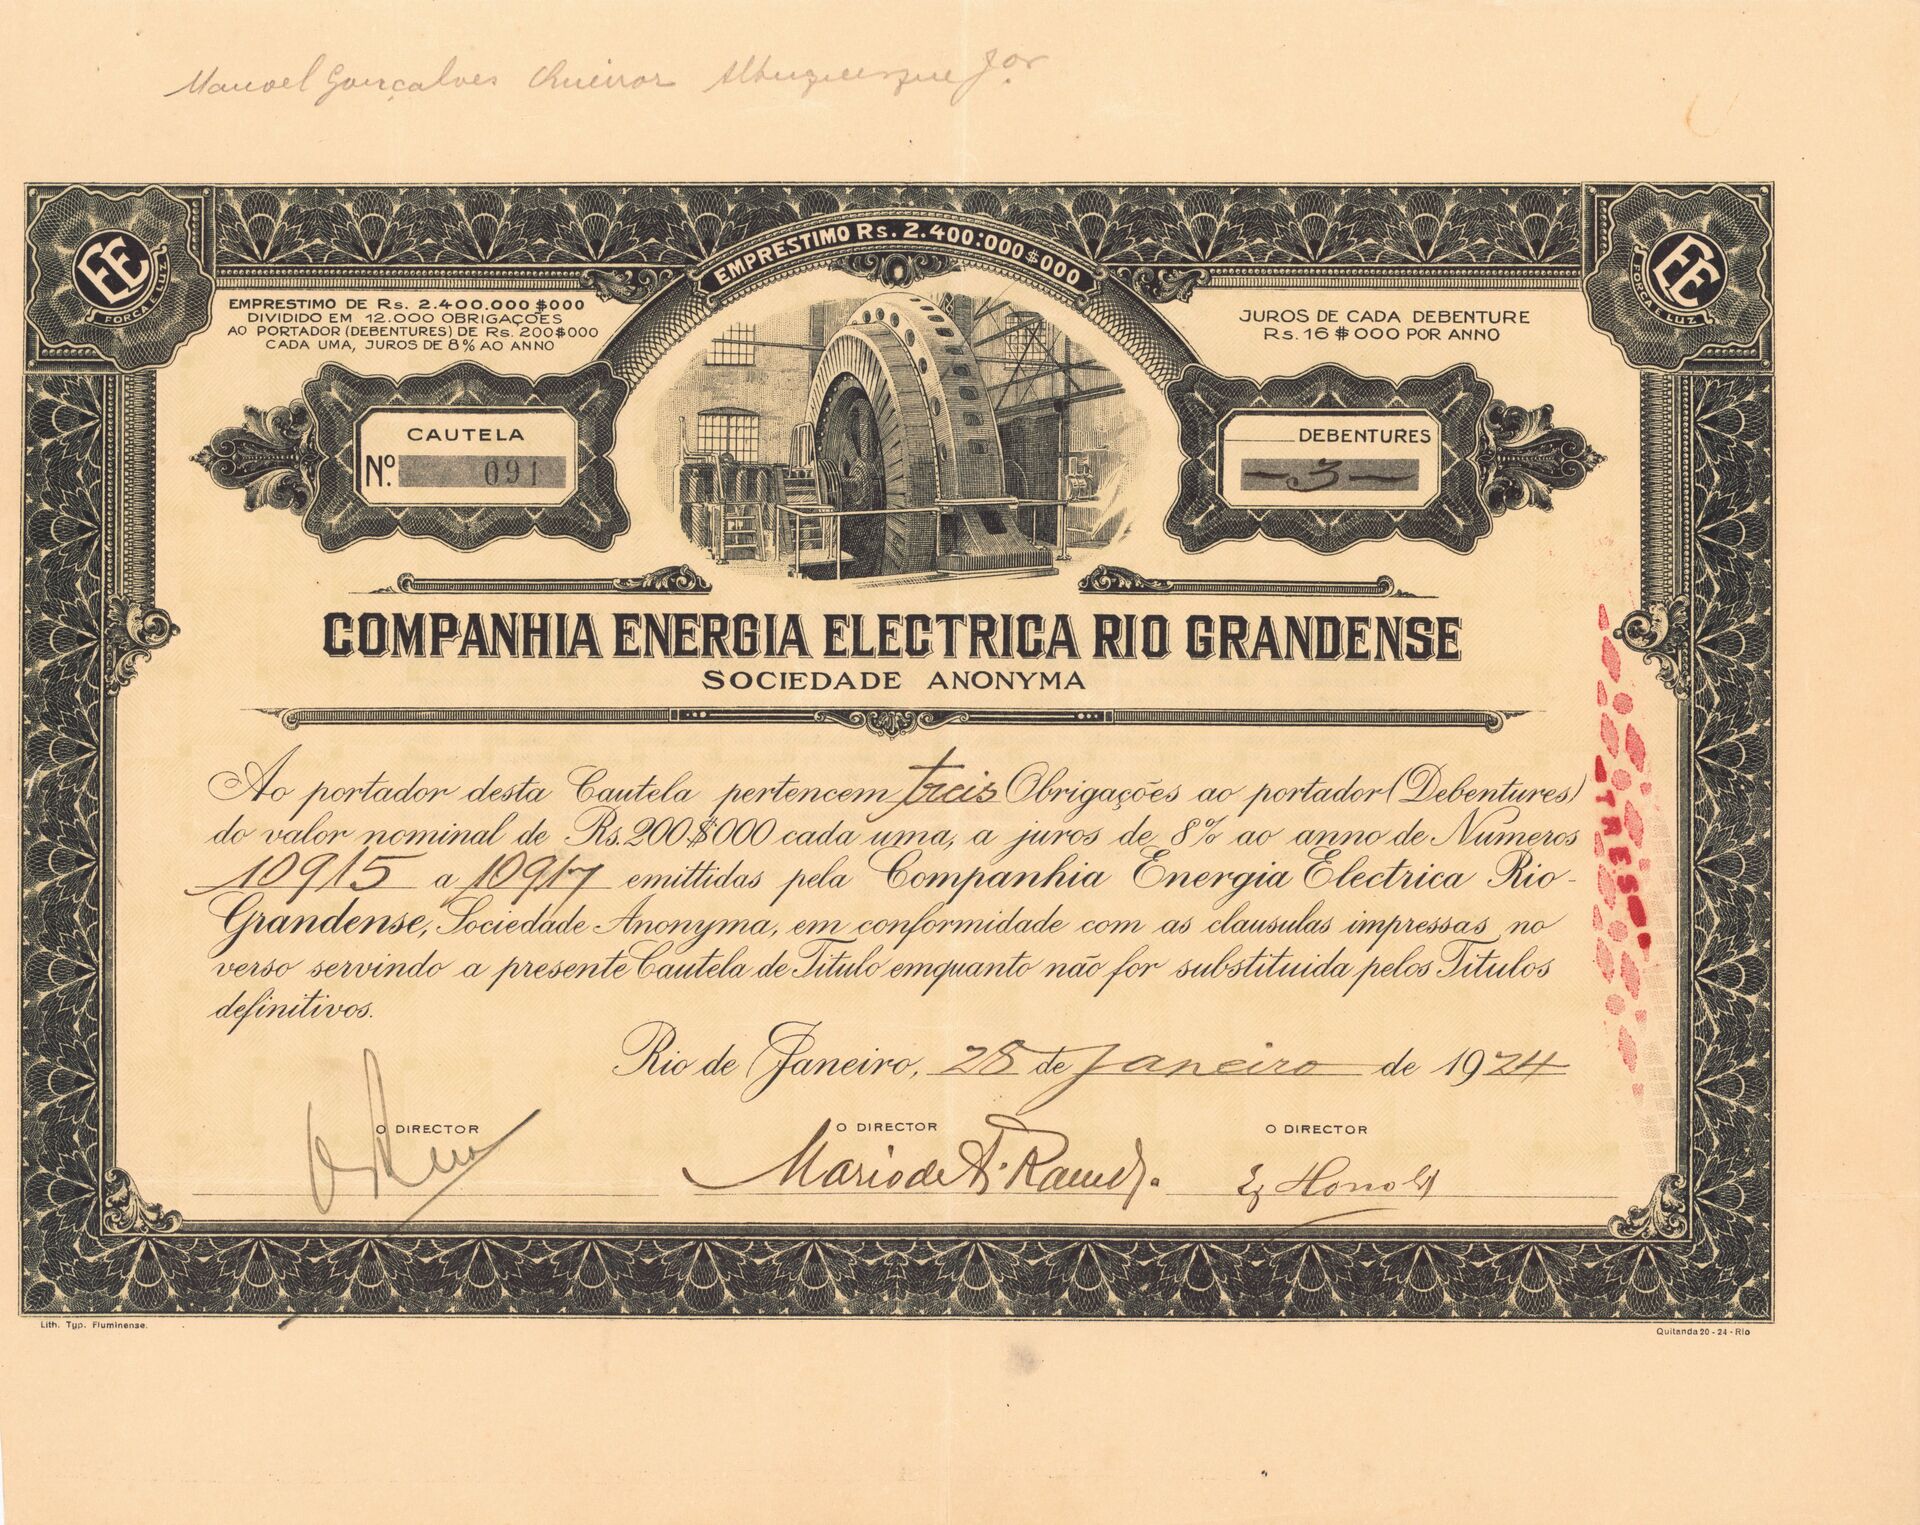 Manoel Gonçalves Albuquerque Jor
EMPRESTIMO Rs. 2.400:000$000
EE
FORÇA E LUZ
EE
FORÇA E LUZ
EMPRESTIMO DE Rs. 2.400.000$000
DIVIDIDO EM 12.000 OBRIGAÇÕES
AO PORTADOR (DEBENTURES) DE Rs. 200$000
CADA UMA, JUROS DE 8% AO ANNO
JUROS DE CADA DEBENTURE
Rs. 16$000 POR ANNO
CAUTELA
Nº. 091
DEBENTURES
— 3 —
COMPANHIA ENERGIA ELECTRICA RIO GRANDENSE
SOCIEDADE ANONYMA
Ao portador desta Cautela pertencem treis Obrigações ao portador (Debentures)
do valor nominal de Rs. 200$000 cada uma, a juros de 8% ao anno de Numeros
10915 a 10917 emittidas pela Companhia Energia Electrica Rio-
Grandense, Sociedade Anonyma, em conformidade com as clausulas impressas no
verso servindo a presente Cautela de Titulo emquanto não for substituida pelos Titulos
definitivos.
TRES
Rio de Janeiro, 28 de Janeiro de 1924
O DIRECTOR
O DIRECTOR
O DIRECTOR
Mario de A. Ramos.
Lith. Typ. Fluminense.
Quitanda 20-24-Rio